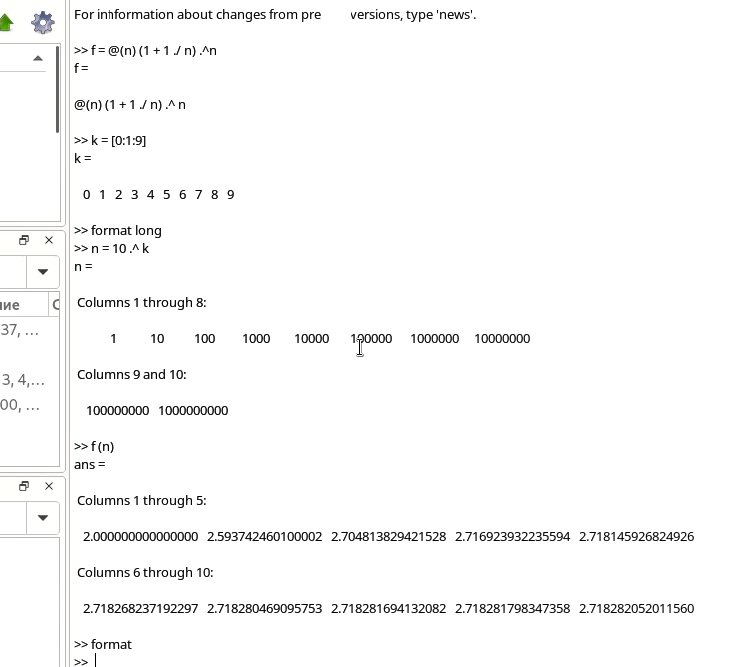 For information about changes from pre versions, type 'news'.
>> f = @(n) (1 + 1 ./ n) .^n
f =
@(n) (1 + 1 ./ n) .^ n
>> k = [0:1:9]
k =
0 1 2 3 4 5 6 7 8 9
>> format long
>> n = 10 .^ k
n =
Columns 1 through 8:
1 10 100 1000 10000 100000 1000000 10000000
Columns 9 and 10:
100000000 1000000000
>> f (n)
ans =
Columns 1 through 5:
2.000000000000000 2.593742460100002 2.704813829421528 2.716923932235594 2.718145926824926
Columns 6 through 10:
2.718268237192297 2.718280469095753 2.718281694132082 2.718281798347358 2.718282052011560
>> format
>>
ие
37, ...
3, 4,...
00, ...